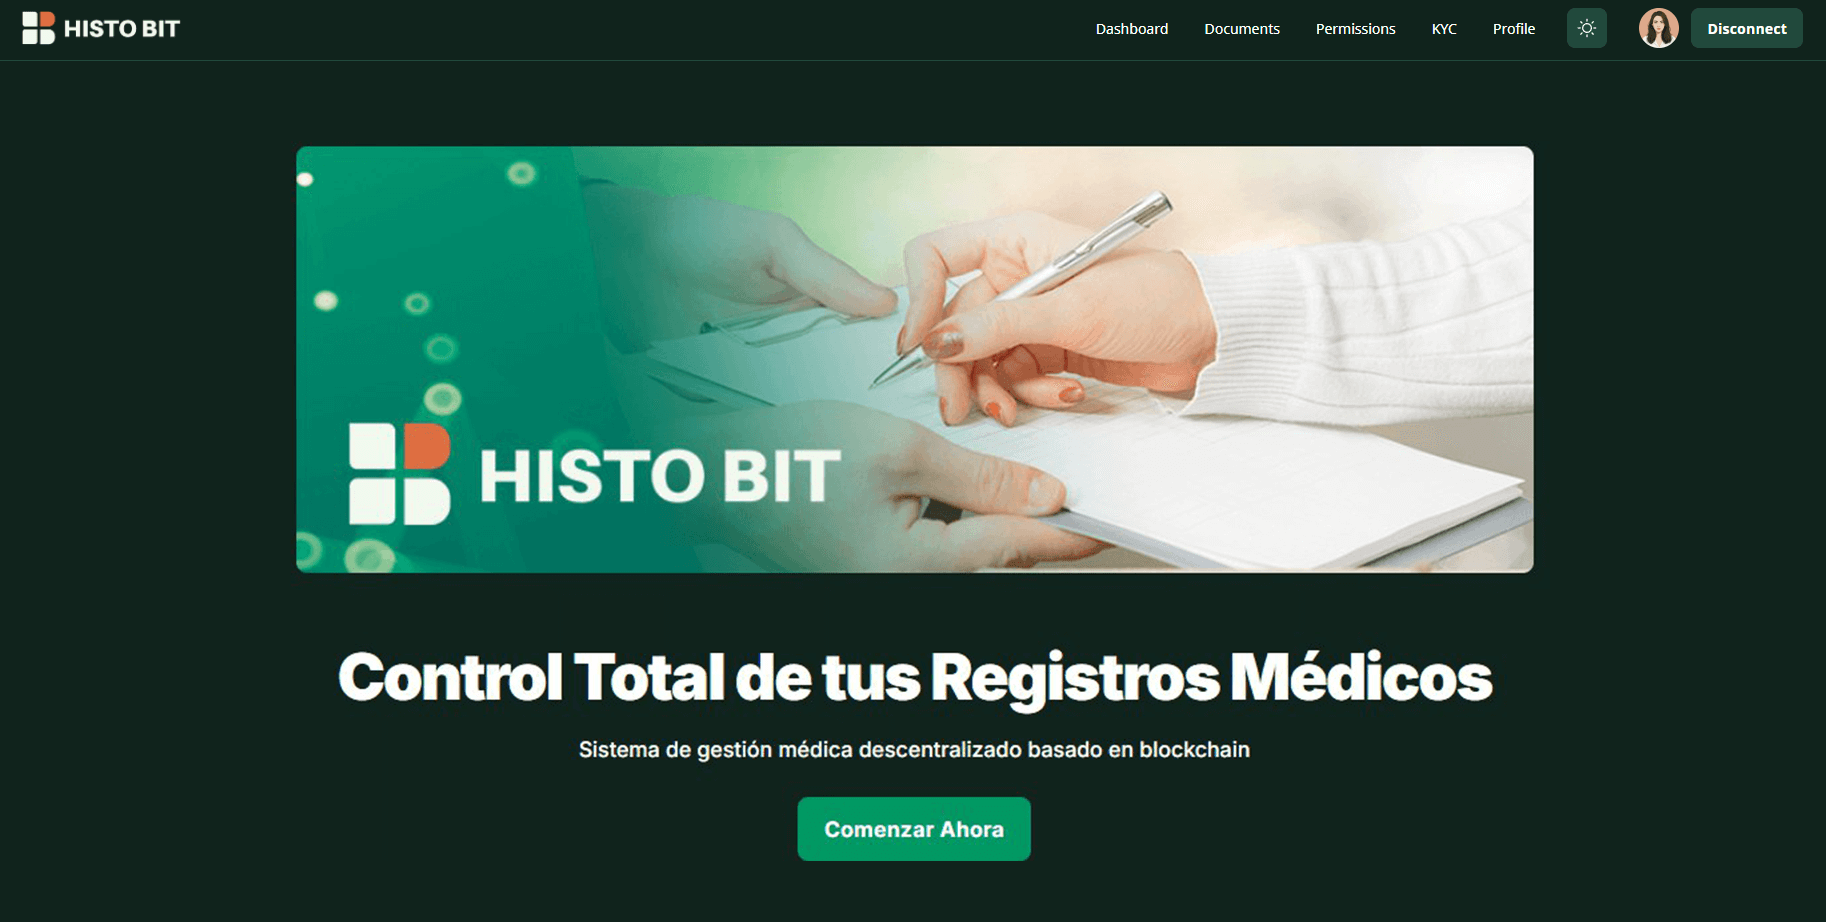 HISTO BIT
Dashboard
Documents
Permissions
KYC
Profile
Disconnect
HISTO BIT
Control Total de tus Registros Médicos
Sistema de gestión médica descentralizado basado en blockchain
Comenzar Ahora